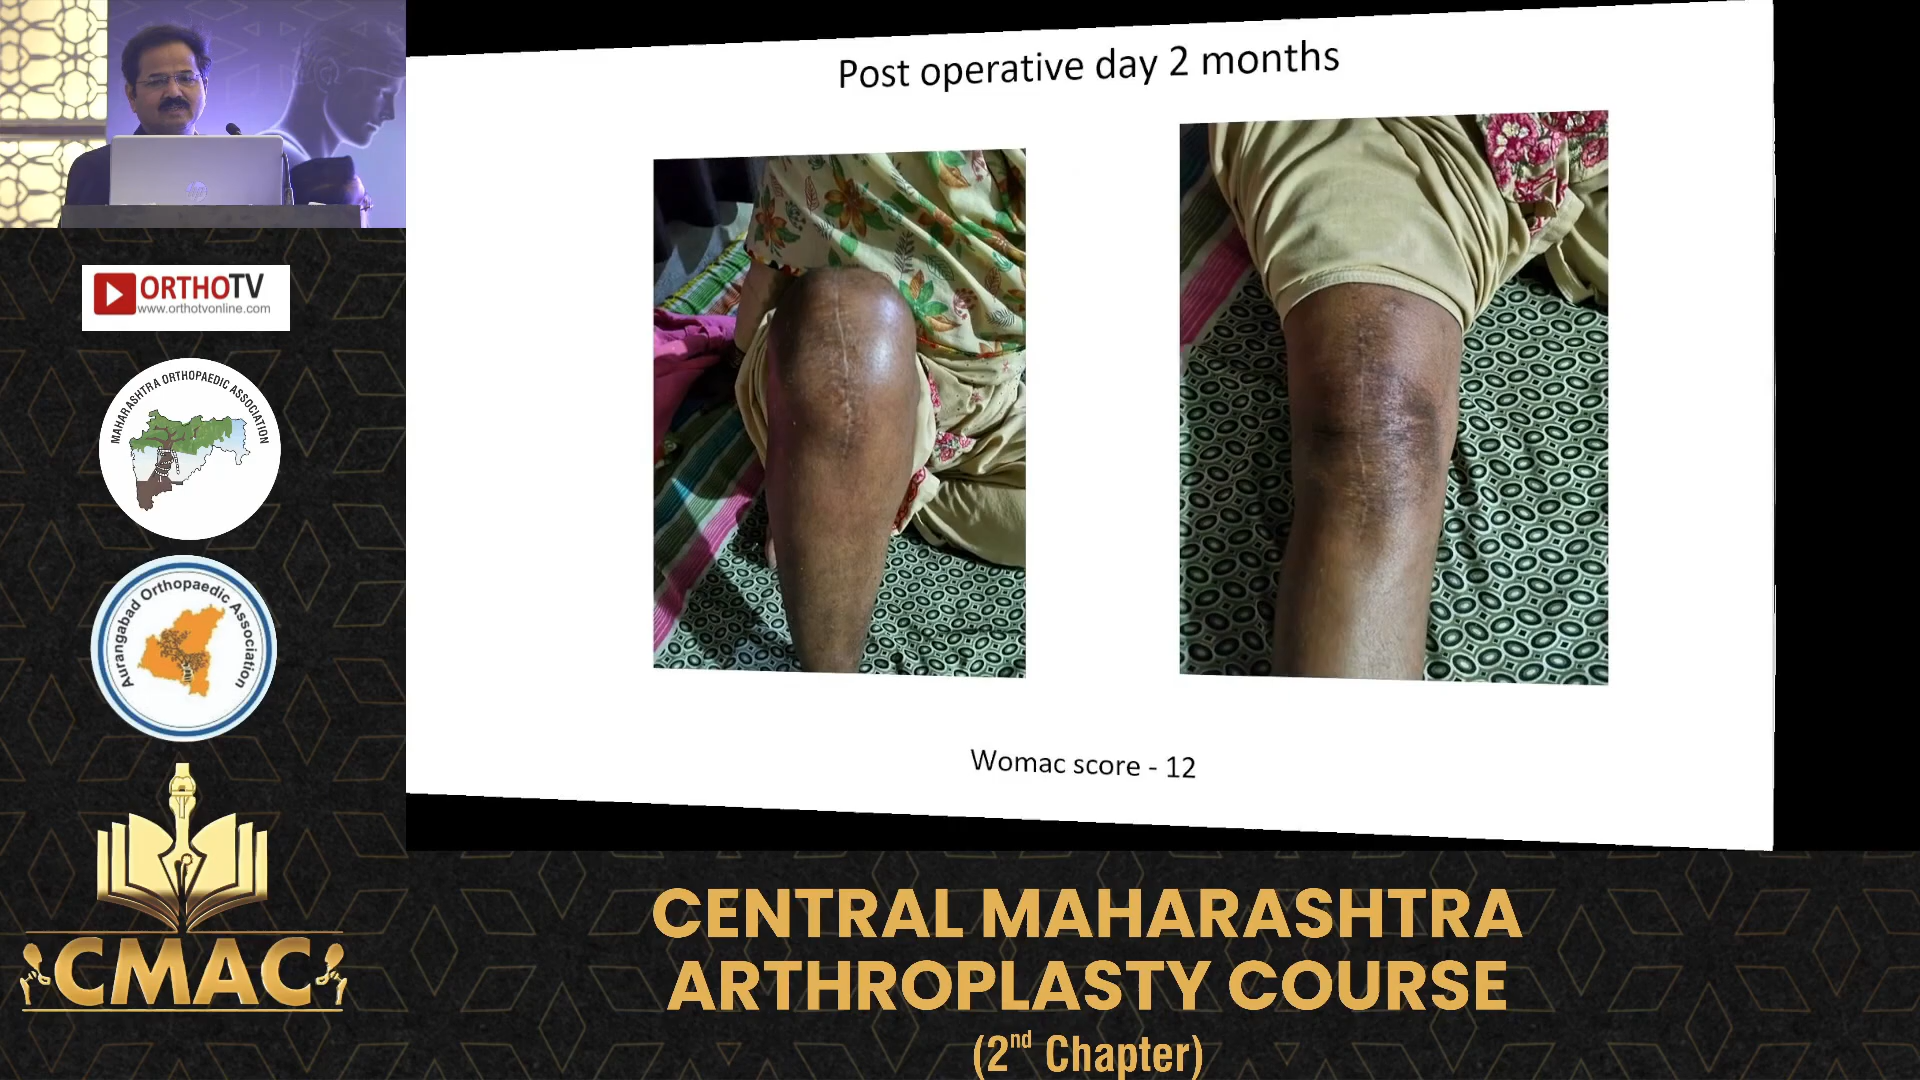 Post operative day 2 months
Womac score - 12
ORTHOTV
www.orthotvonline.com
MAHARASHTRA ORTHOPAEDIC ASSOCIATION
Aurangabad Orthopaedic Association
CMAC
CENTRAL MAHARASHTRA
ARTHROPLASTY COURSE
(2nd Chapter)
hp